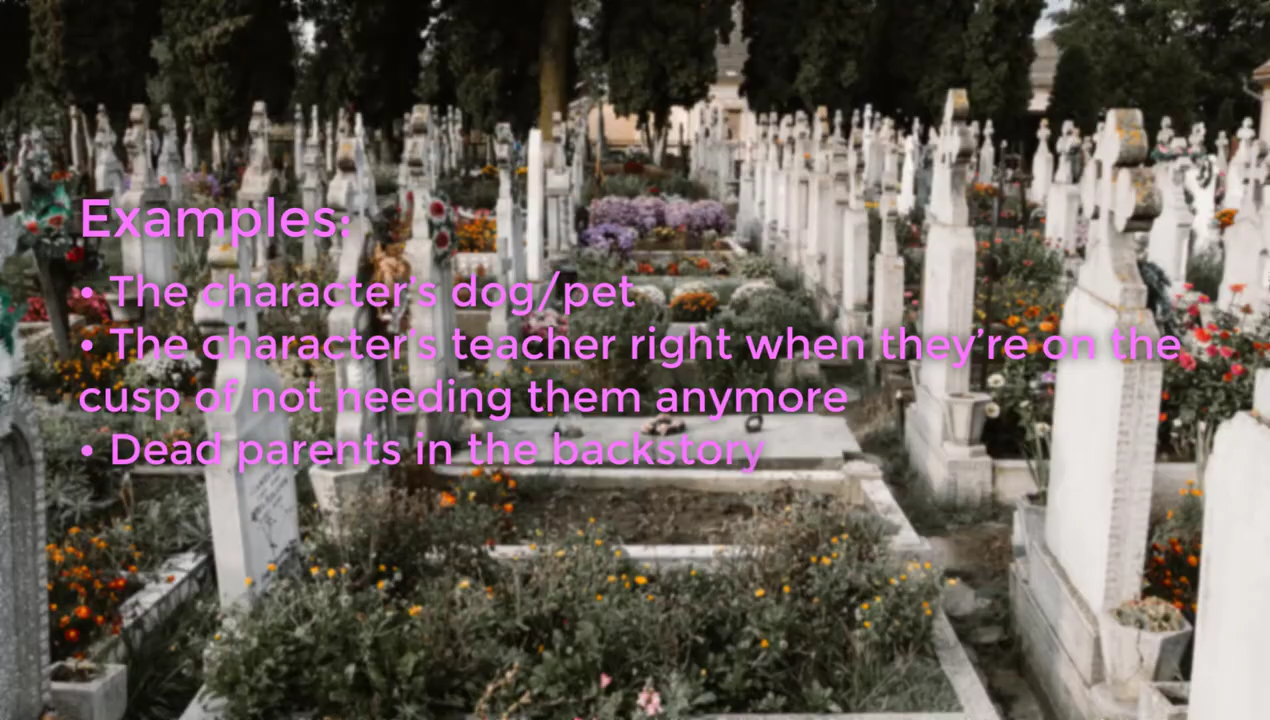 Examples:
• The character's dog/pet
• The character's teacher right when they're on the
cusp of not needing them anymore
• Dead parents in the backstory